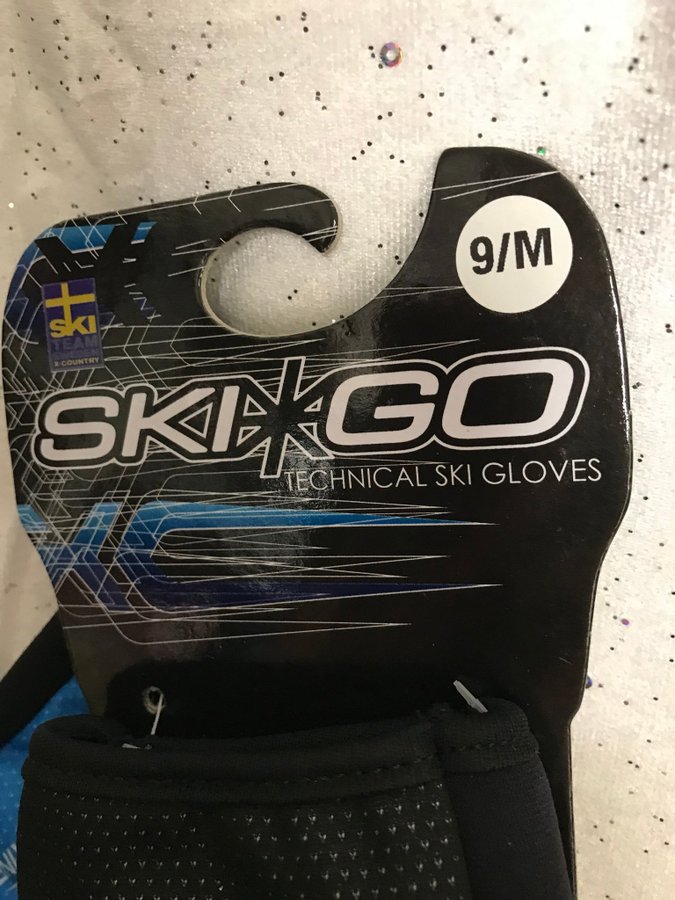 9/M
SKI
TEAM
X-COUNTRY
SKI*GO
TECHNICAL SKI GLOVES